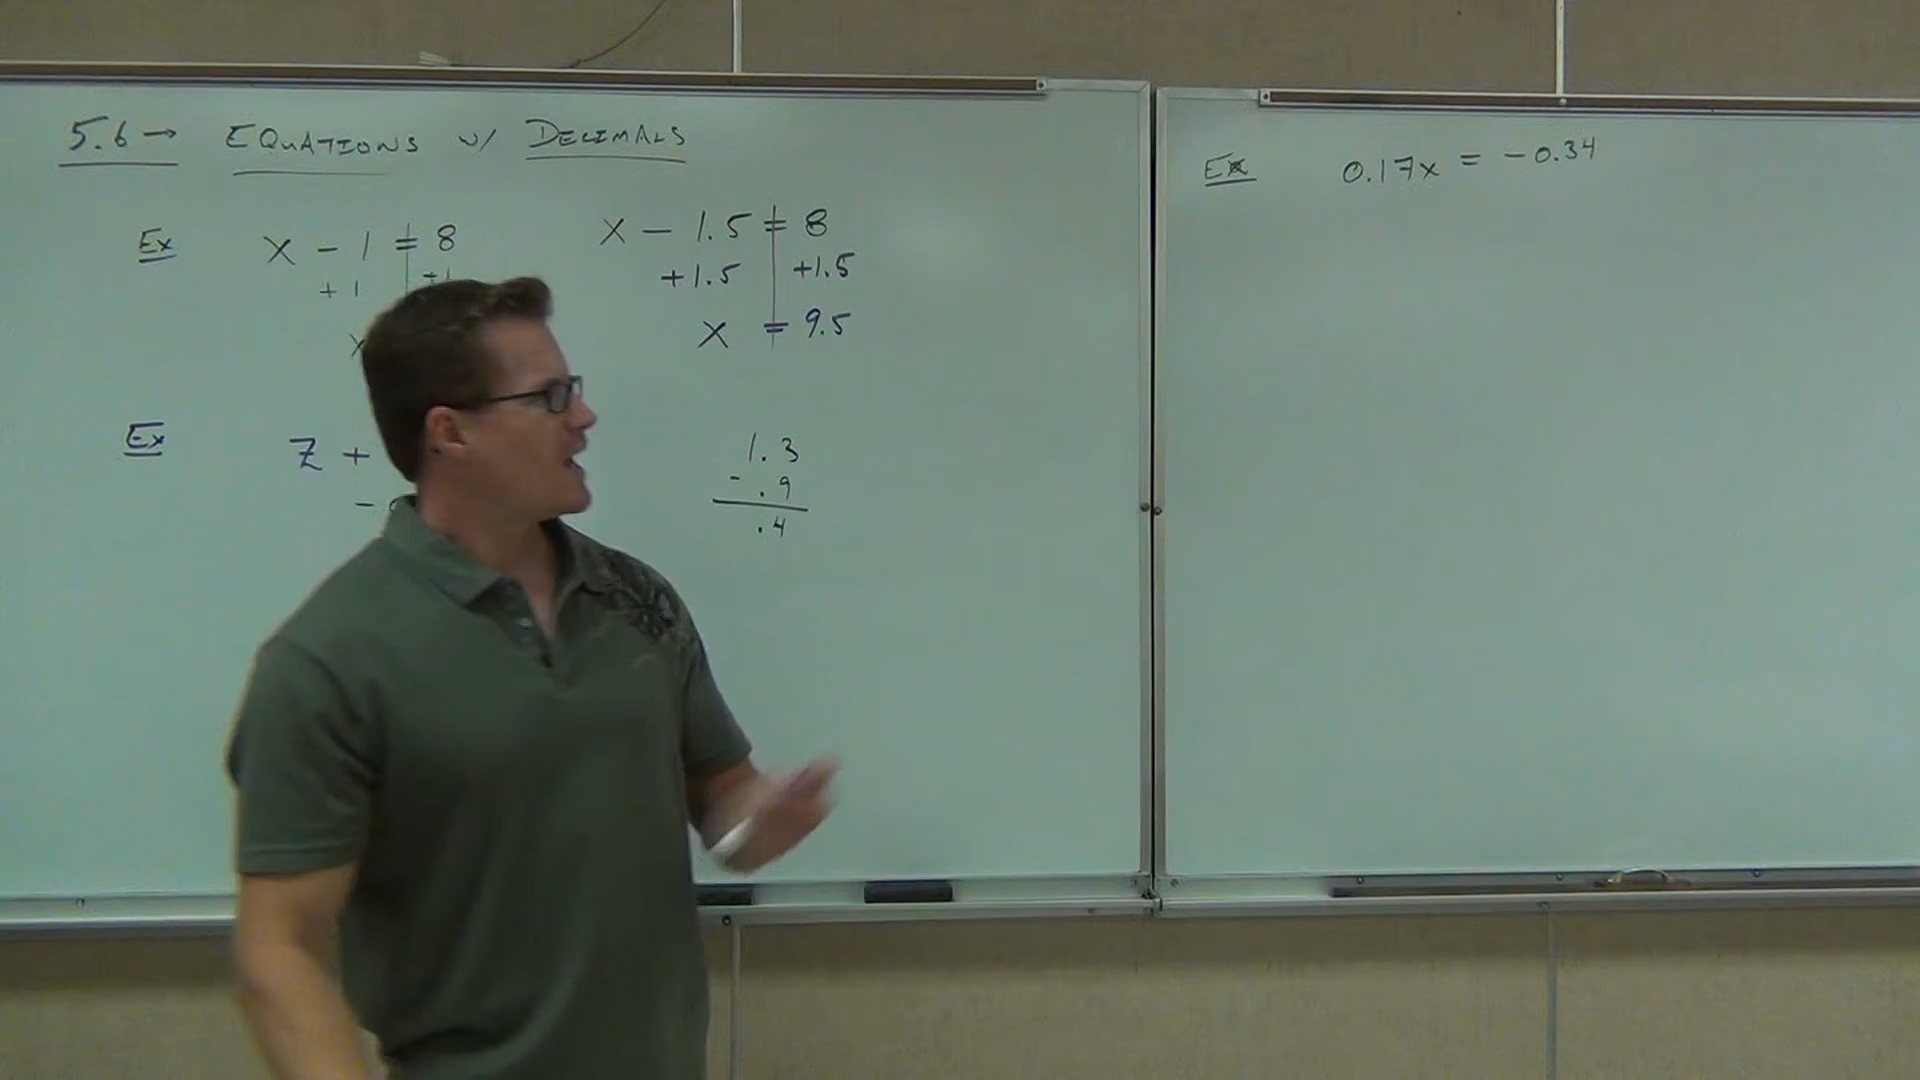 5.6 → EQUATIONS W/ DECIMALS
Ex X - 1 = 8
+1 +1
X
X - 1.5 = 8
+1.5 +1.5
X = 9.5
Ex Z +
-
1.3
- .9
.4
Ex 0.17x = -0.34